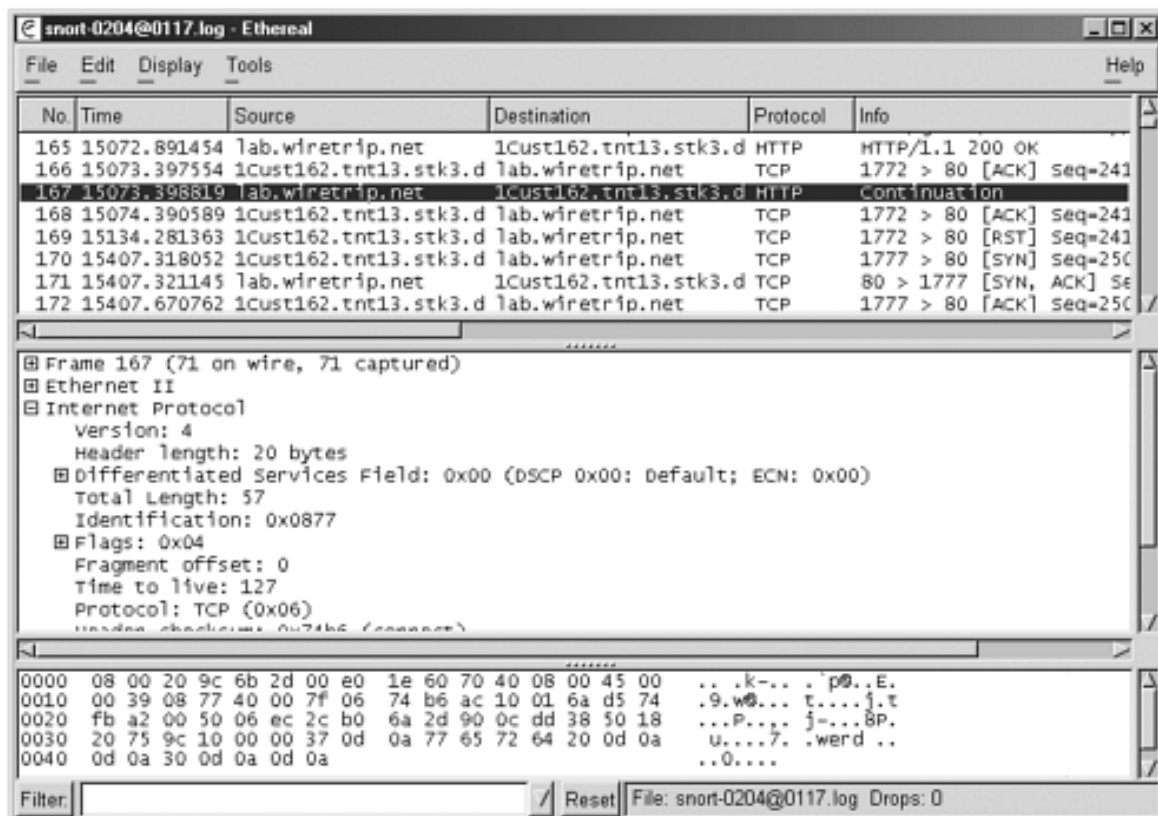 snort-0204@0117.log - Ethereal
File Edit Display Tools Help
No. Time Source Destination Protocol Info
165 15072.891454 lab.wiretrip.net 1Cust162.tnt13.stk3.d HTTP HTTP/1.1 200 OK
166 15073.397554 1Cust162.tnt13.stk3.d lab.wiretrip.net TCP 1772 > 80 [ACK] Seq=241
167 15073.398819 lab.wiretrip.net 1Cust162.tnt13.stk3.d HTTP Continuation
168 15074.390589 1Cust162.tnt13.stk3.d lab.wiretrip.net TCP 1772 > 80 [ACK] Seq=241
169 15134.281363 1Cust162.tnt13.stk3.d lab.wiretrip.net TCP 1772 > 80 [RST] Seq=241
170 15407.318052 1Cust162.tnt13.stk3.d lab.wiretrip.net TCP 1777 > 80 [SYN] Seq=250
171 15407.321145 lab.wiretrip.net 1Cust162.tnt13.stk3.d TCP 80 > 1777 [SYN, ACK] Se
172 15407.670762 1Cust162.tnt13.stk3.d lab.wiretrip.net TCP 1777 > 80 [ACK] Seq=250
Frame 167 (71 on wire, 71 captured)
Ethernet II
Internet Protocol
Version: 4
Header length: 20 bytes
Differentiated Services Field: 0x00 (DSCP 0x00: Default; ECN: 0x00)
Total Length: 57
Identification: 0x0877
Flags: 0x04
Fragment offset: 0
Time to live: 127
Protocol: TCP (0x06)
Header checksum: 0x74b6 (correct)
0000 08 00 20 9c 6b 2d 00 e0 1e 60 70 40 08 00 45 00 .. .k-.. .`p@..E.
0010 00 39 08 77 40 00 7f 06 74 b6 ac 10 01 6a d5 74 .9.w@... t....j.t
0020 fb a2 00 50 06 ec 2c b0 6a 2d 90 0c dd 38 50 18 ...P..,. j-...8P.
0030 20 75 9c 10 00 00 37 0d 0a 77 65 72 64 20 0d 0a u....7. .werd ..
0040 0d 0a 30 0d 0a 0d 0a ..0....
Filter: Reset File: snort-0204@0117.log Drops: 0